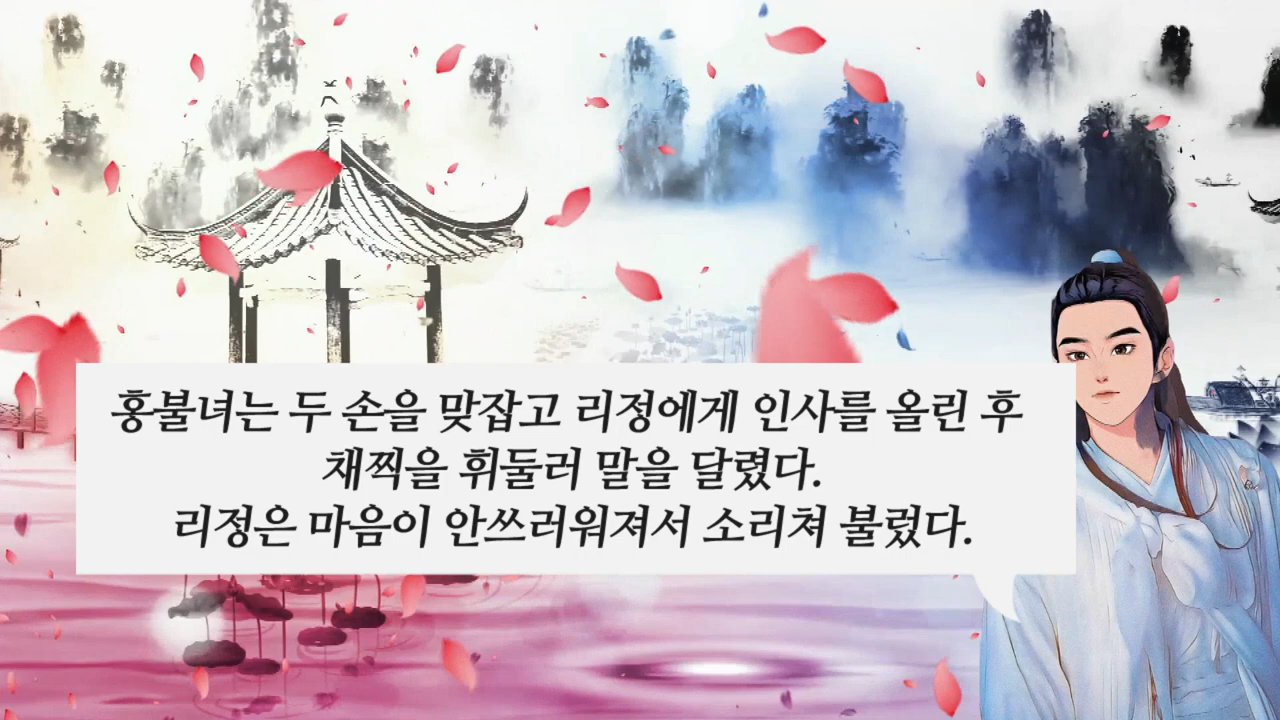 홍불녀는 두 손을 맞잡고 리정에게 인사를 올린 후
채찍을 휘둘러 말을 달렸다.
리정은 마음이 안쓰러워져서 소리쳐 불렀다.